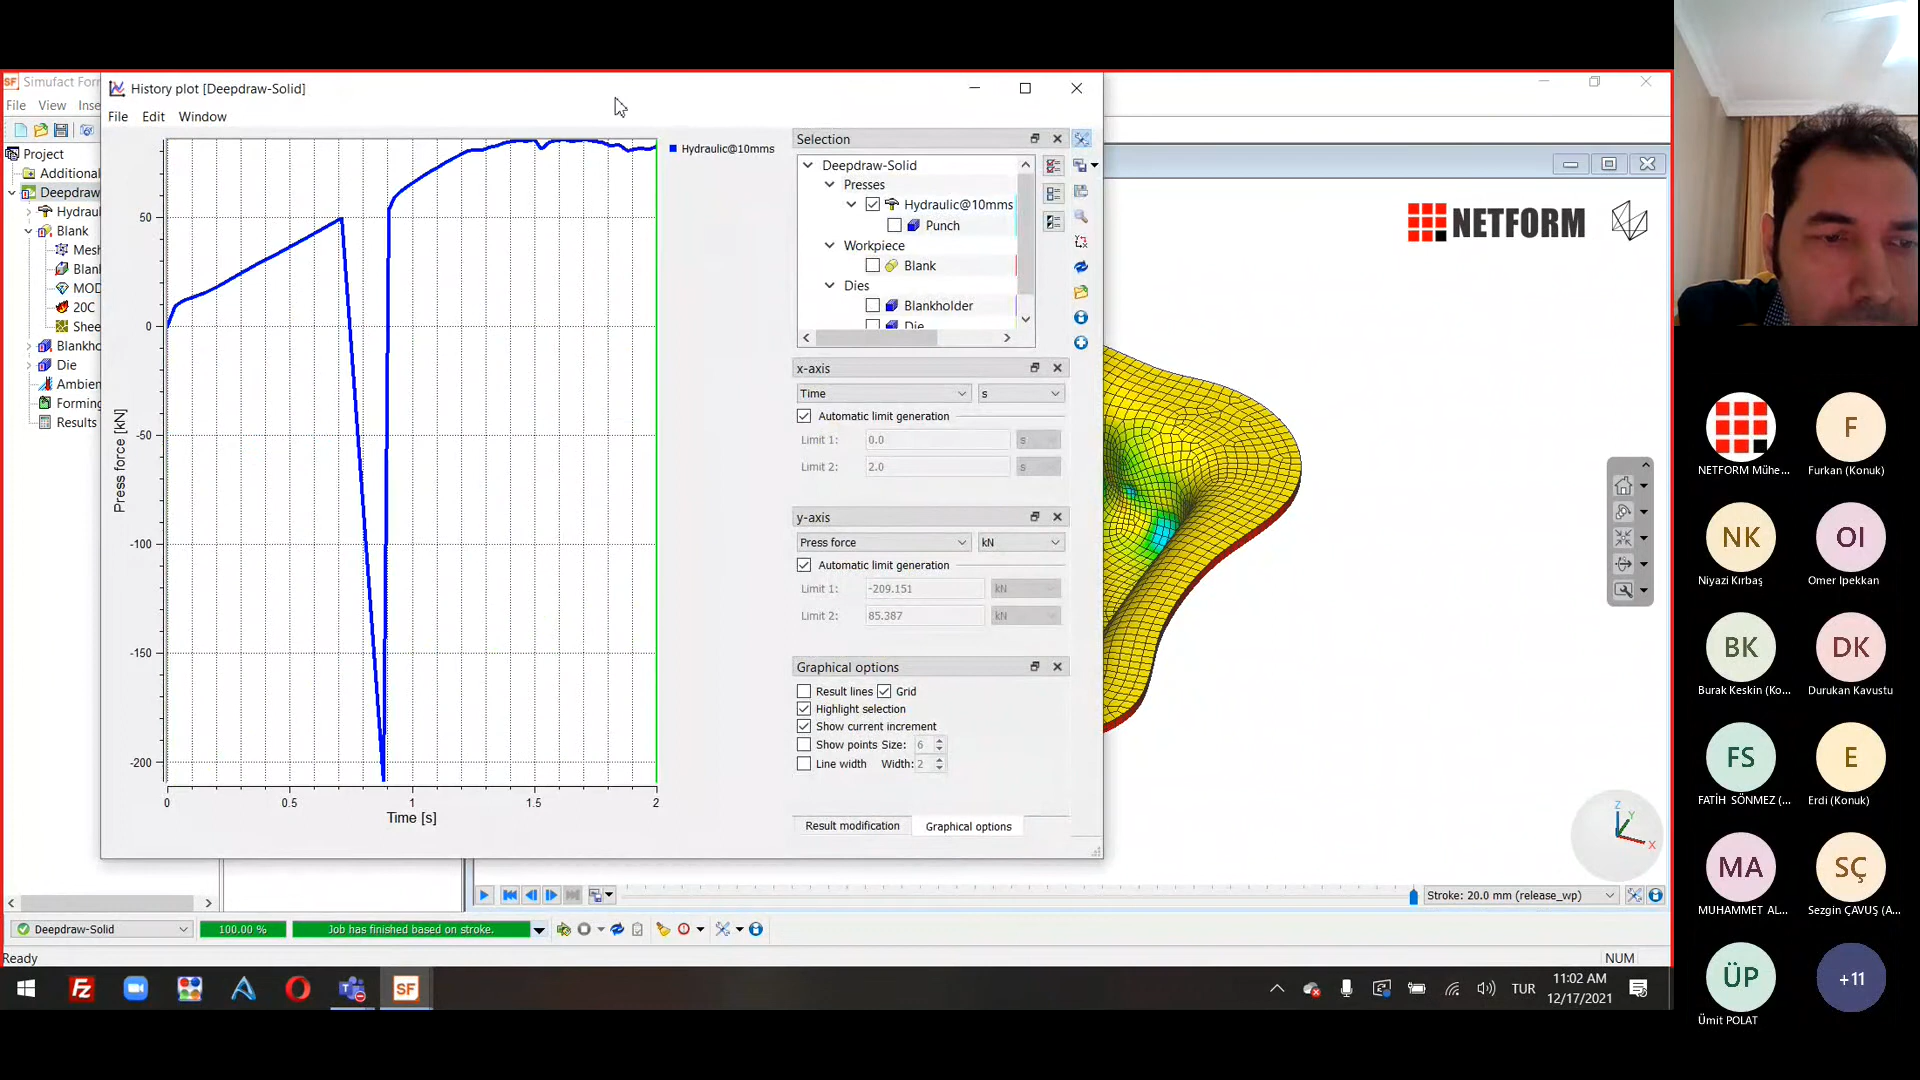 Simufact For
File View Inse
Project
Additional
Deepdraw
Hydraul
Blank
Mesh
Blan
MOD
20C
Shee
Blankho
Die
Ambien
Forming
Results
History plot [Deepdraw-Solid]
File Edit Window
50
0
-50
-100
-150
-200
Press force [kN]
0 0.5 1 1.5 2
Time [s]
Hydraulic@10mms
Selection
Deepdraw-Solid
Presses
Hydraulic@10mms
Punch
Workpiece
Blank
Dies
Blankholder
Die
x-axis
Time s
Automatic limit generation
Limit 1: 0.0 s
Limit 2: 2.0 s
y-axis
Press force kN
Automatic limit generation
Limit 1: -209.151 kN
Limit 2: 85.387 kN
Graphical options
Result lines Grid
Highlight selection
Show current increment
Show points Size: 6
Line width Width: 2
Result modification Graphical options
NETFORM
Z
Y
X
Stroke: 20.0 mm (release_wp)
Deepdraw-Solid 100.00 % Job has finished based on stroke.
Ready NUM
SF
TUR
11:02 AM
12/17/2021
NETFORM Mühe...
F
Furkan (Konuk)
NK
Niyazi Kırbaş
OI
Omer Ipekkan
BK
Burak Keskin (Ko...
DK
Durukan Kavustu
FS
FATİH SÖNMEZ (...
E
Erdi (Konuk)
MA
MUHAMMET AL...
SÇ
Sezgin ÇAVUŞ (A...
ÜP
Ümit POLAT
+11